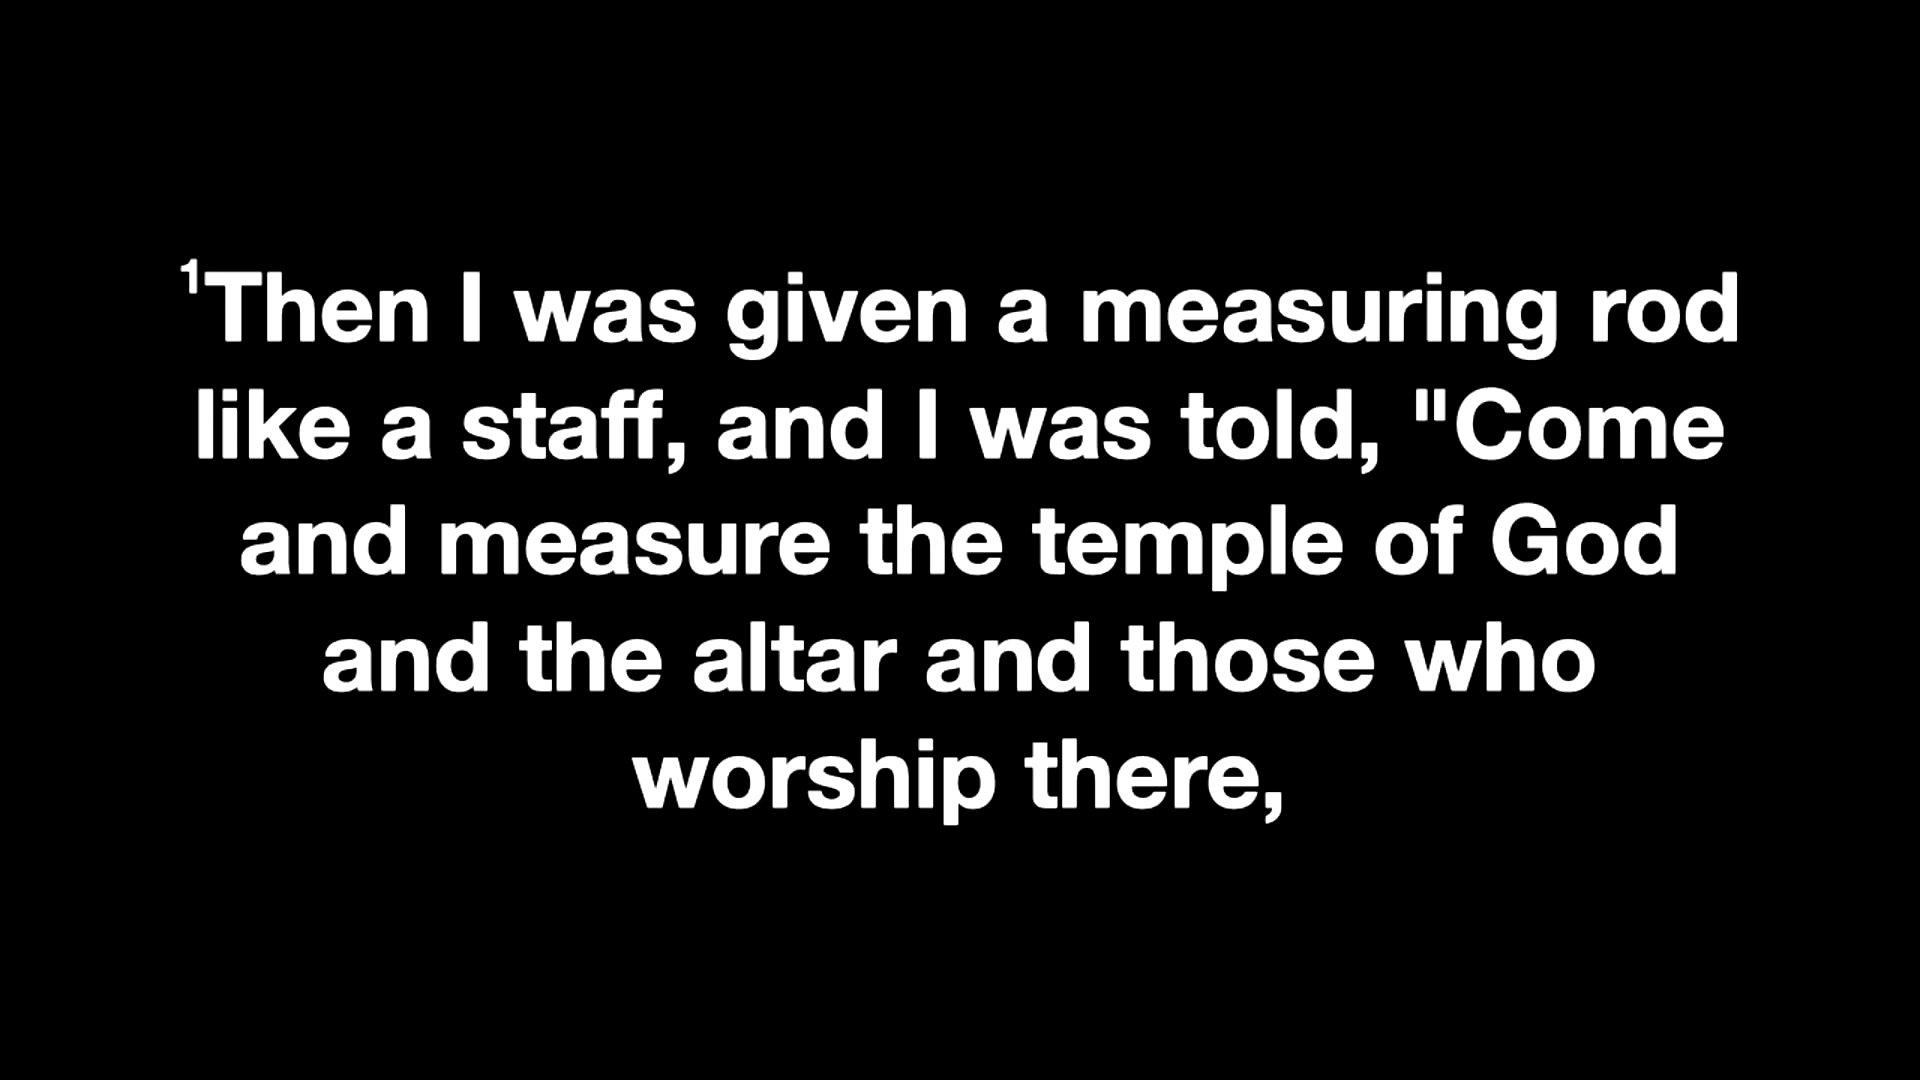 ¹Then I was given a measuring rod
like a staff, and I was told, "Come
and measure the temple of God
and the altar and those who
worship there,